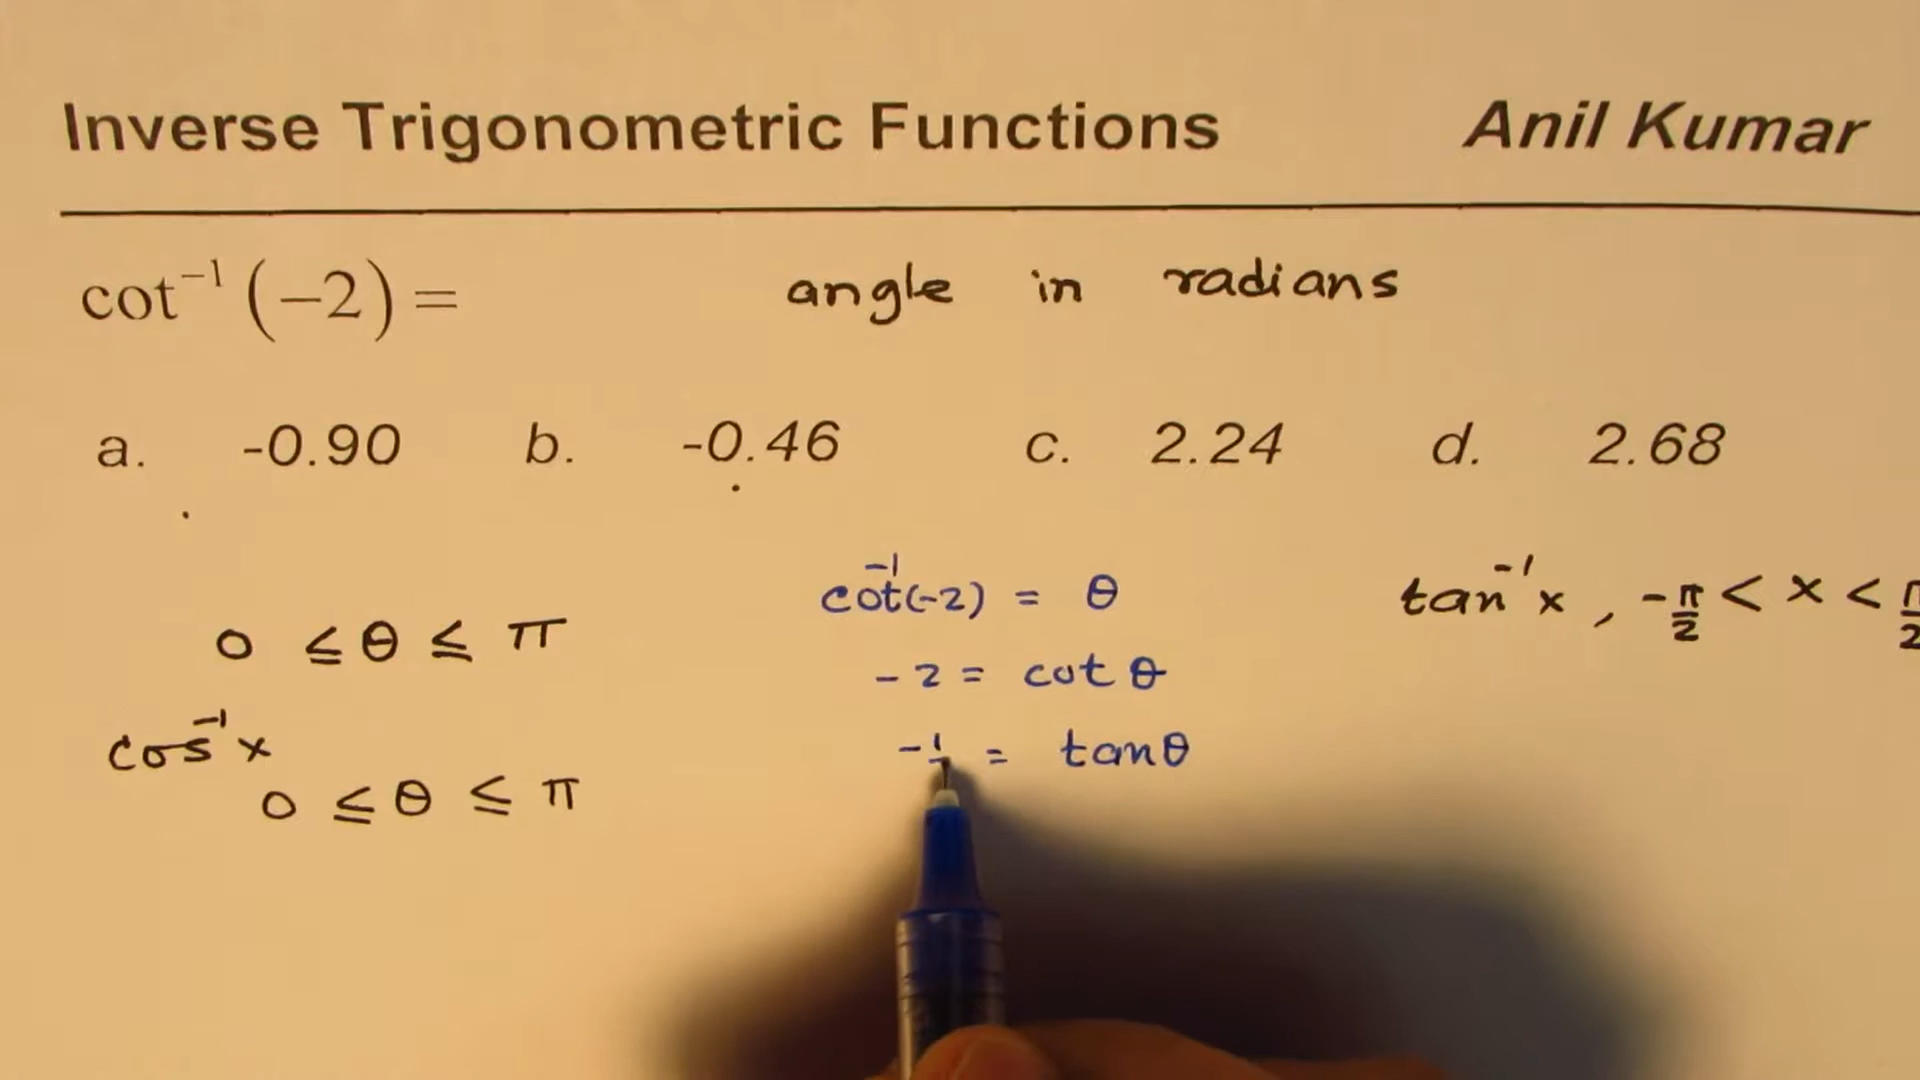 Inverse Trigonometric Functions Anil Kumar
cot⁻¹(−2) = angle in radians
a. -0.90 b. -0.46 c. 2.24 d. 2.68
cot⁻¹(-2) = θ
tan⁻¹x, -π/2 < x < π/2
0 ≤ θ ≤ π
-2 = cot θ
cos⁻¹x
-1 = tanθ
0 ≤ θ ≤ π